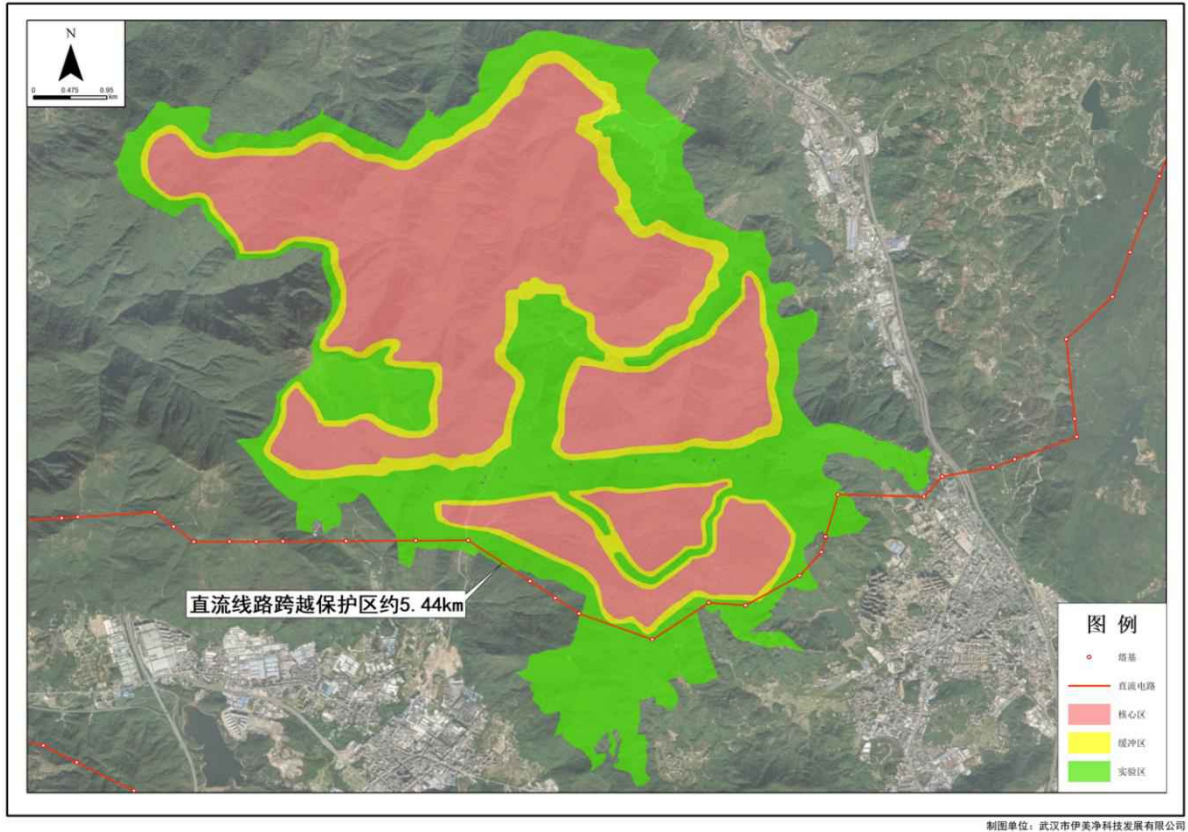 N
0 0.475 0.95
km
直流线路跨越保护区约5.44km
图 例
塔基
直流电路
核心区
缓冲区
实验区
制图单位：武汉市伊美净科技发展有限公司